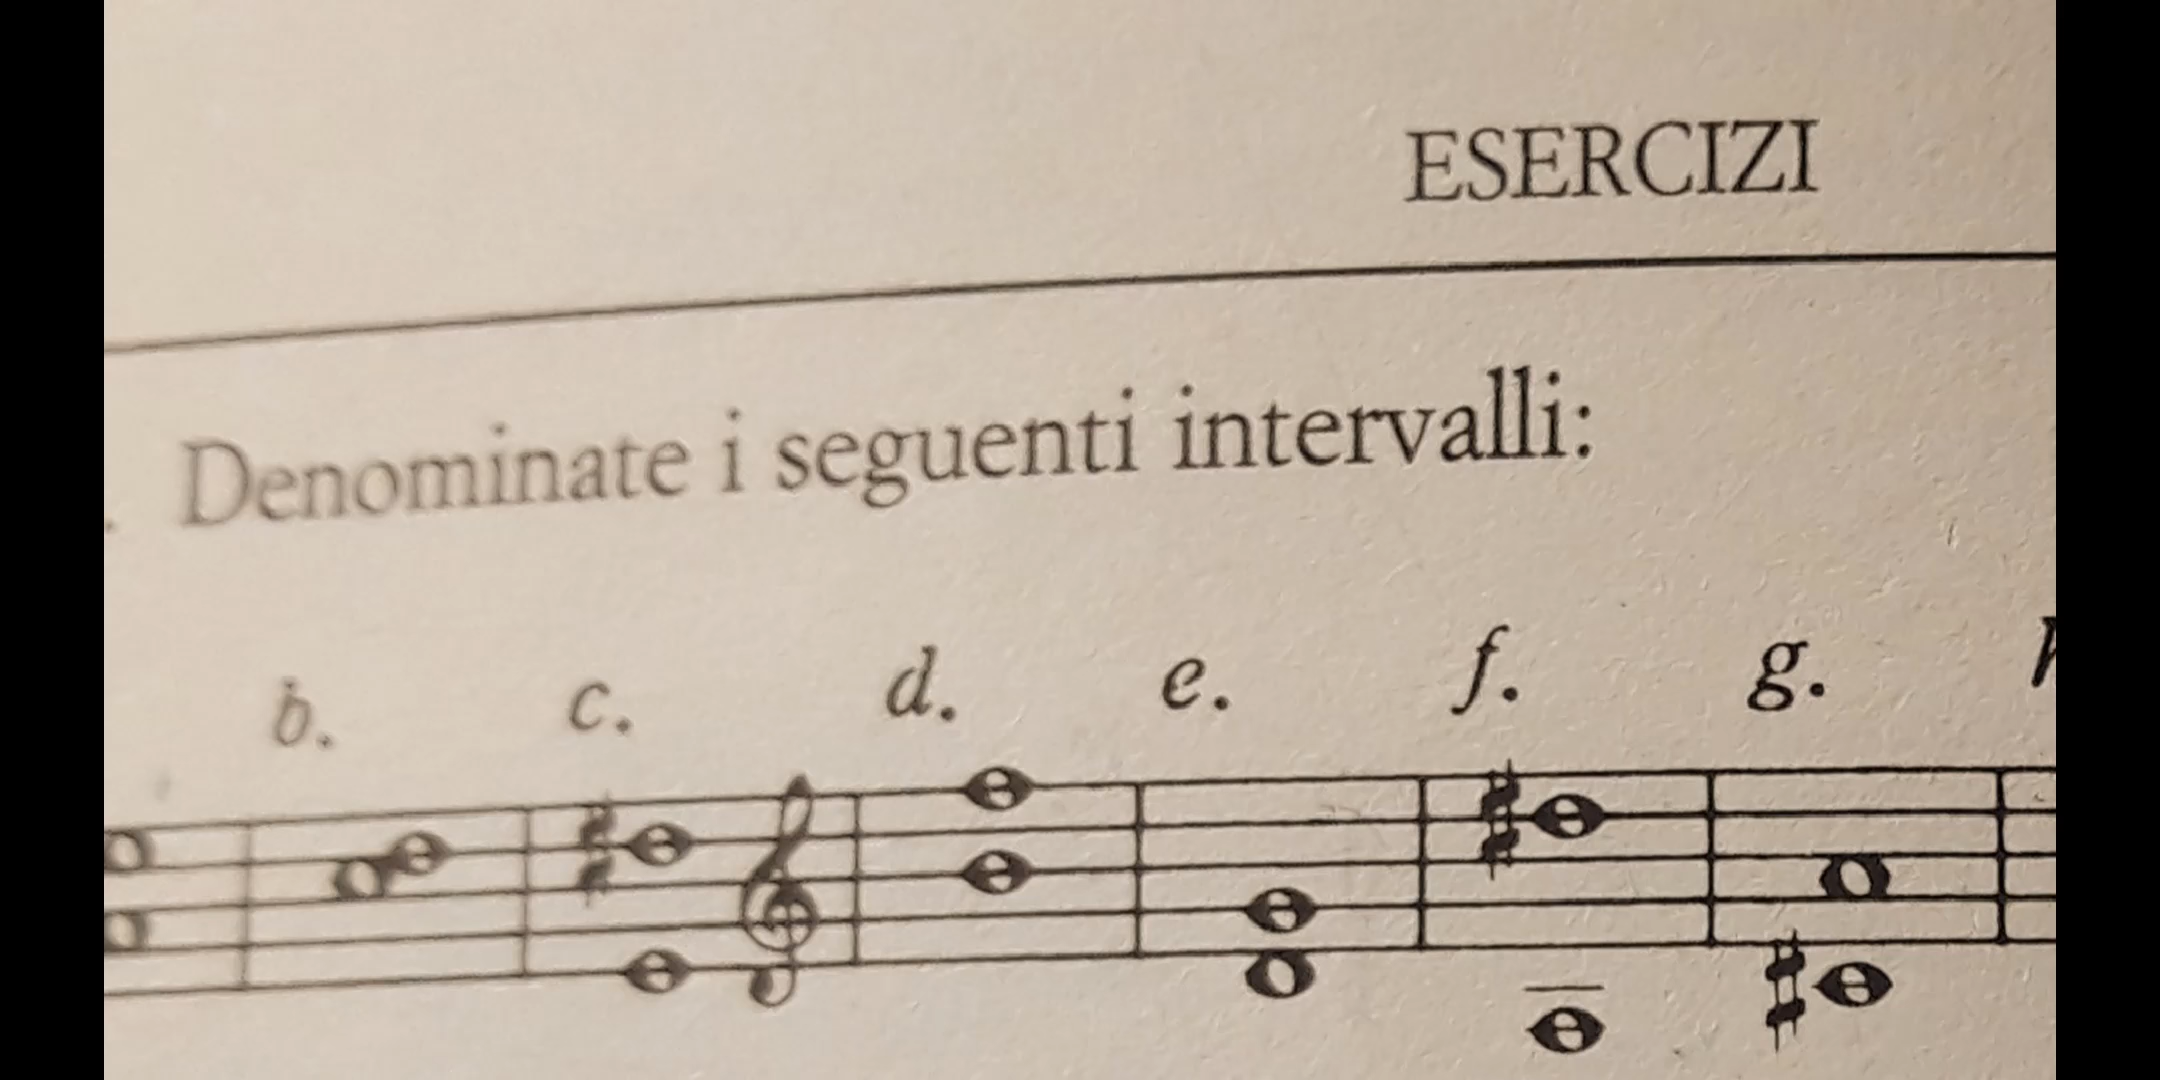 ESERCIZI
. Denominate i seguenti intervalli:
b. c. d. e. f. g.